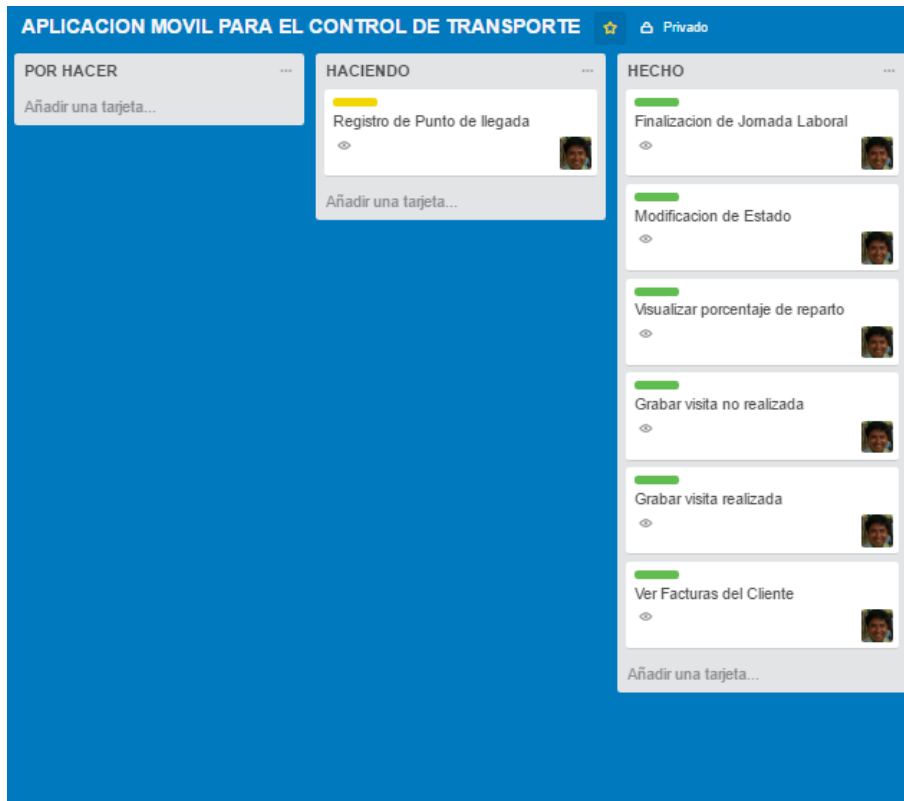 APLICACION MOVIL PARA EL CONTROL DE TRANSPORTE
Privado
POR HACER
Añadir una tarjeta...
HACIENDO
Registro de Punto de llegada
Añadir una tarjeta...
HECHO
Finalizacion de Jornada Laboral
Modificacion de Estado
Visualizar porcentaje de reparto
Grabar visita no realizada
Grabar visita realizada
Ver Facturas del Cliente
Añadir una tarjeta...